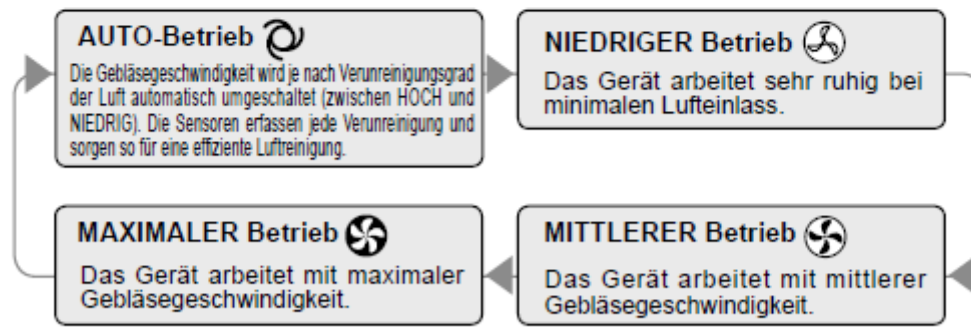 AUTO-Betrieb
Die Gebläsegeschwindigkeit wird je nach Verunreinigungsgrad
der Luft automatisch umgeschaltet (zwischen HOCH und
NIEDRIG). Die Sensoren erfassen jede Verunreinigung und
sorgen so für eine effiziente Luftreinigung.
NIEDRIGER Betrieb
Das Gerät arbeitet sehr ruhig bei
minimalen Lufteinlass.
MAXIMALER Betrieb
Das Gerät arbeitet mit maximaler
Gebläsegeschwindigkeit.
MITTLERER Betrieb
Das Gerät arbeitet mit mittlerer
Gebläsegeschwindigkeit.